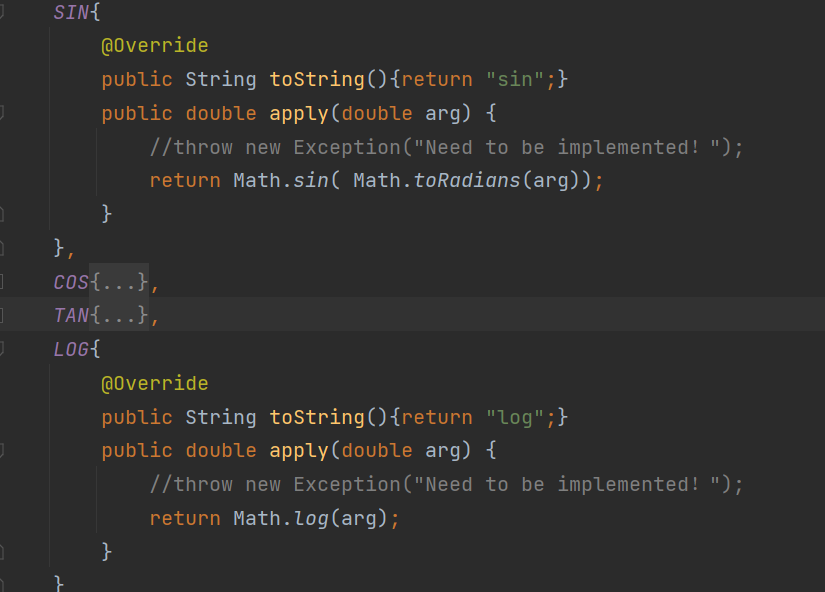 SIN{
@Override
public String toString(){return "sin";}
public double apply(double arg) {
//throw new Exception("Need to be implemented！");
return Math.sin( Math.toRadians(arg));
}
},
COS{...},
TAN{...},
LOG{
@Override
public String toString(){return "log";}
public double apply(double arg) {
//throw new Exception("Need to be implemented！");
return Math.log(arg);
}
}